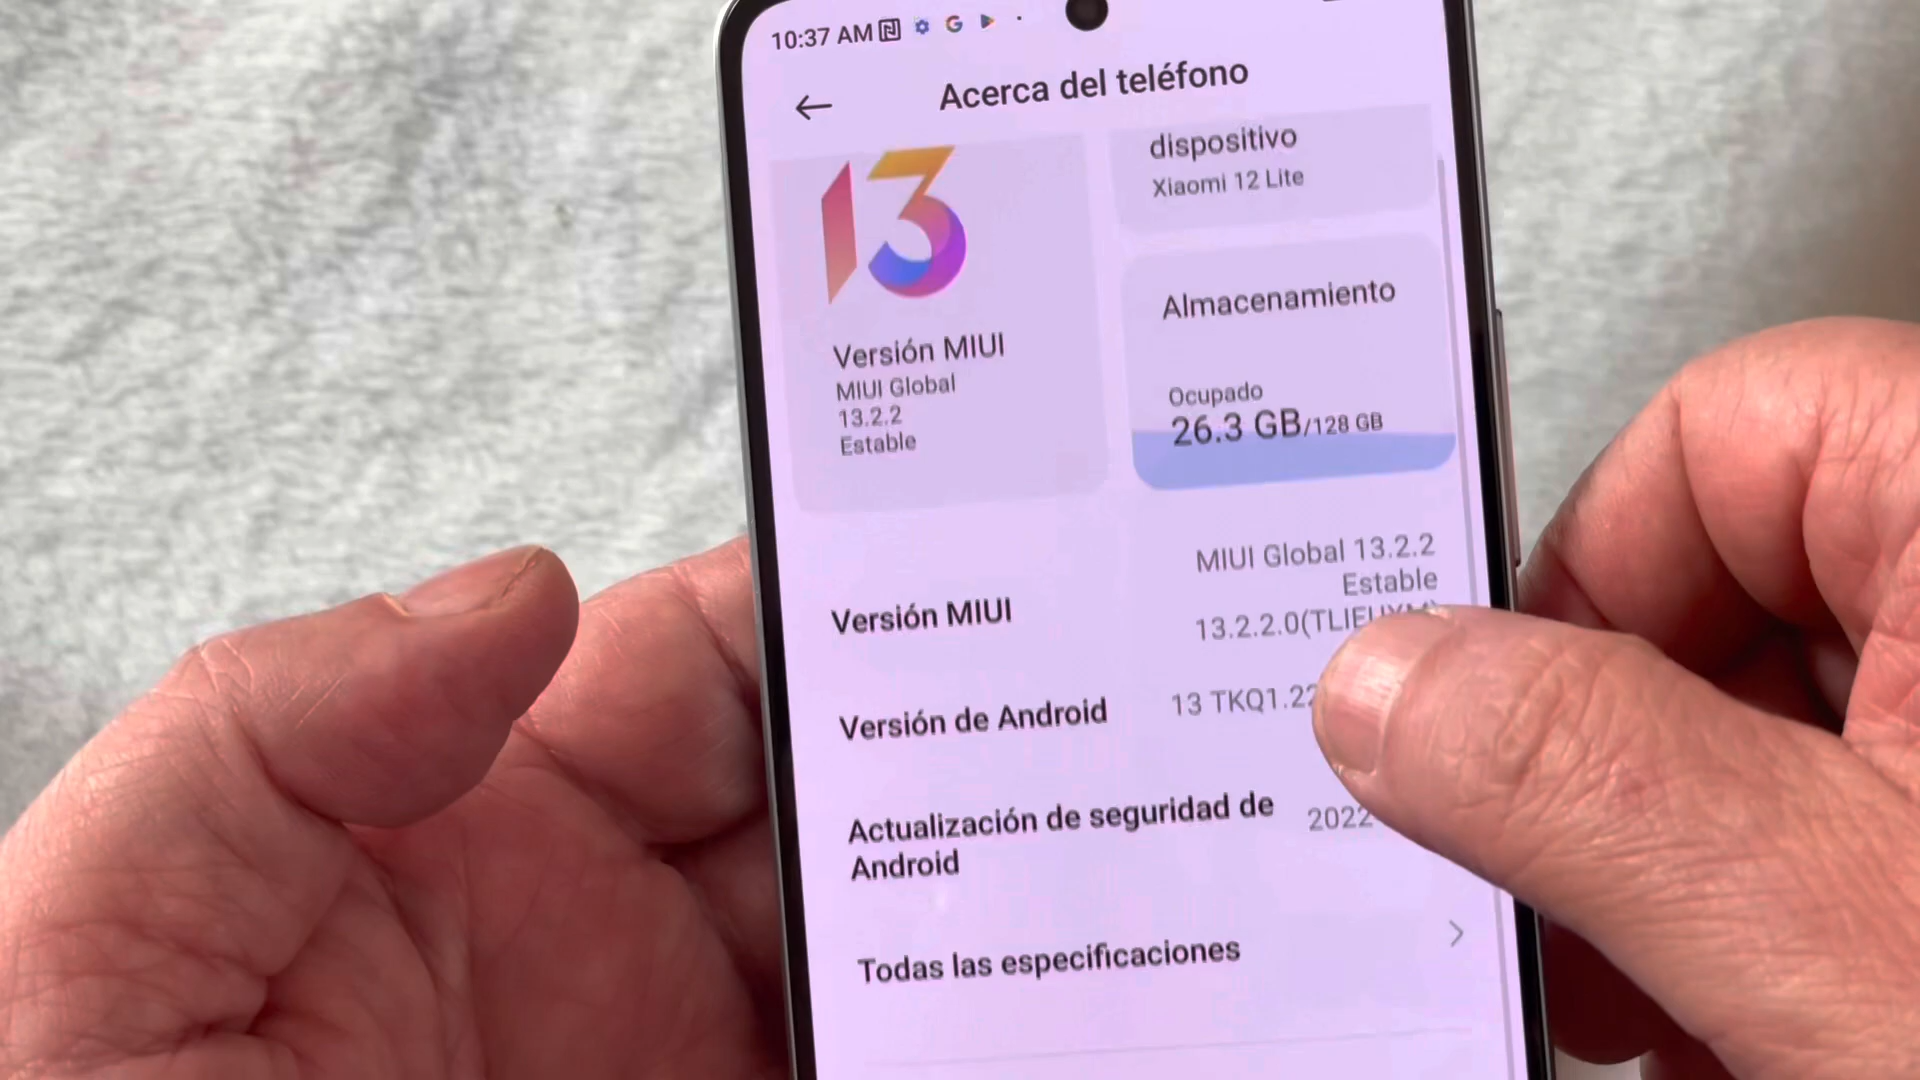 10:37 AM
Acerca del teléfono
13
dispositivo
Xiaomi 12 Lite
Versión MIUI
MIUI Global
13.2.2
Estable
Almacenamiento
Ocupado
26.3 GB/128 GB
Versión MIUI
MIUI Global 13.2.2
Estable
13.2.2.0(TLIEUXM)
Versión de Android
13 TKQ1.22
Actualización de seguridad de
Android
2022
Todas las especificaciones